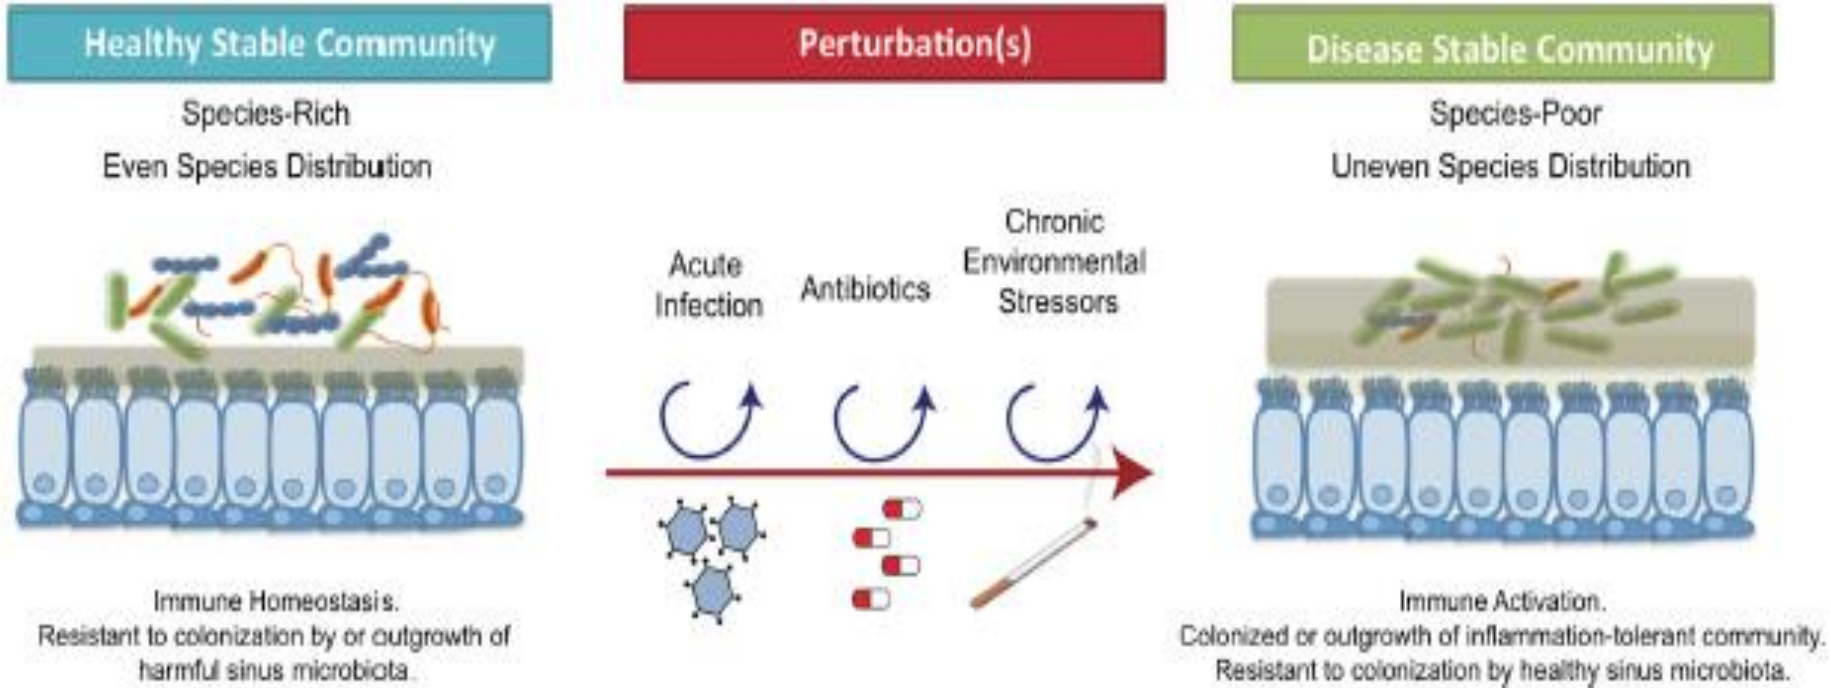 Healthy Stable Community
Species-Rich
Even Species Distribution
Immune Homeostasis.
Resistant to colonization by or outgrowth of
harmful sinus microbiota.
Perturbation(s)
Acute
Infection
Antibiotics
Chronic
Environmental
Stressors
Disease Stable Community
Species-Poor
Uneven Species Distribution
Immune Activation.
Colonized or outgrowth of inflammation-tolerant community.
Resistant to colonization by healthy sinus microbiota.